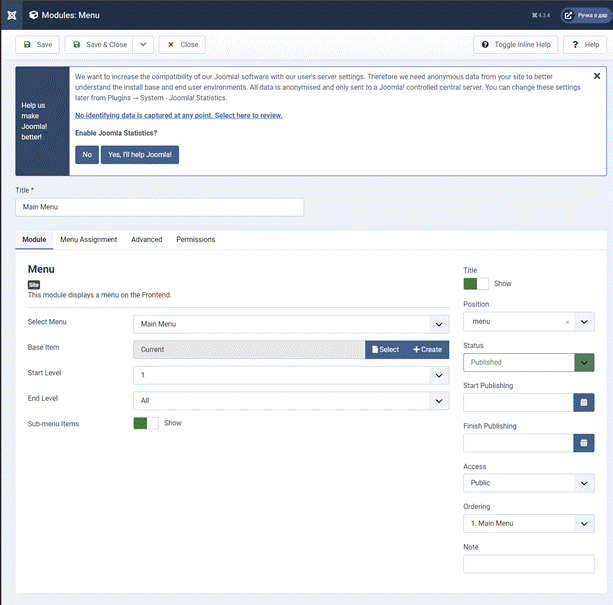 Modules: Menu
4.2.4
Ручка в дар
Save
Save & Close
Close
Toggle Inline Help
? Help
Help us
make
Joomla!
better!
We want to increase the compatibility of our Joomla! software with our user's server settings. Therefore we need anonymous data from your site to better
understand the install base and end user environments. All data is anonymised and only sent to a Joomla! controlled central server. You can change these settings
later from Plugins → System - Joomla! Statistics.
No identifying data is captured at any point. Select here to review.
Enable Joomla Statistics?
No
Yes, I'll help Joomla!
Title *
Main Menu
Module
Menu Assignment
Advanced
Permissions
Menu
Site
This module displays a menu on the Frontend.
Select Menu
Main Menu
Base Item
Current
Select
+ Create
Start Level
1
End Level
All
Sub-menu Items
Show
Title
Show
Position
menu ×
Status
Published
Start Publishing
Finish Publishing
Access
Public
Ordering
1. Main Menu
Note